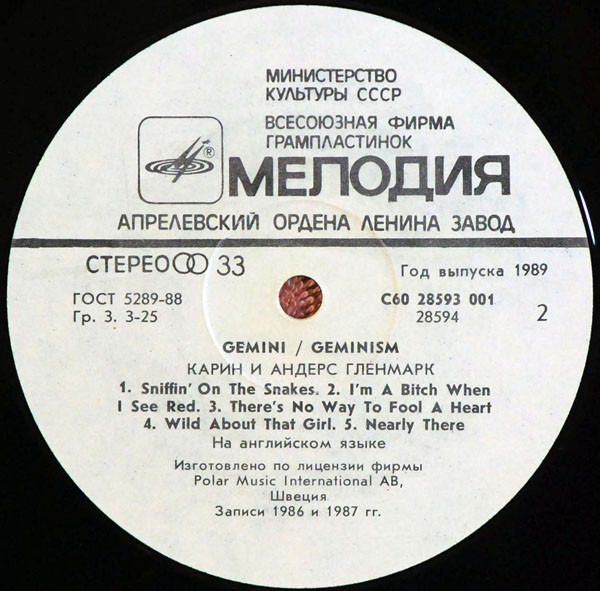 МИНИСТЕРСТВО
КУЛЬТУРЫ СССР
ВСЕСОЮЗНАЯ ФИРМА
ГРАМПЛАСТИНОК
®
МЕЛОДИЯ
АПРЕЛЕВСКИЙ ОРДЕНА ЛЕНИНА ЗАВОД
СТЕРЕО 33
Год выпуска 1989
ГОСТ 5289-88
Гр. 3. 3-25
С60 28593 001
28594
2
GEMINI / GEMINISM
КАРИН И АНДЕРС ГЛЕНМАРК
1. Sniffin' On The Snakes. 2. I'm A Bitch When
I See Red. 3. There's No Way To Fool A Heart
4. Wild About That Girl. 5. Nearly There
На английском языке
Изготовлено по лицензии фирмы
Polar Music International AB,
Швеция
Записи 1986 и 1987 гг.